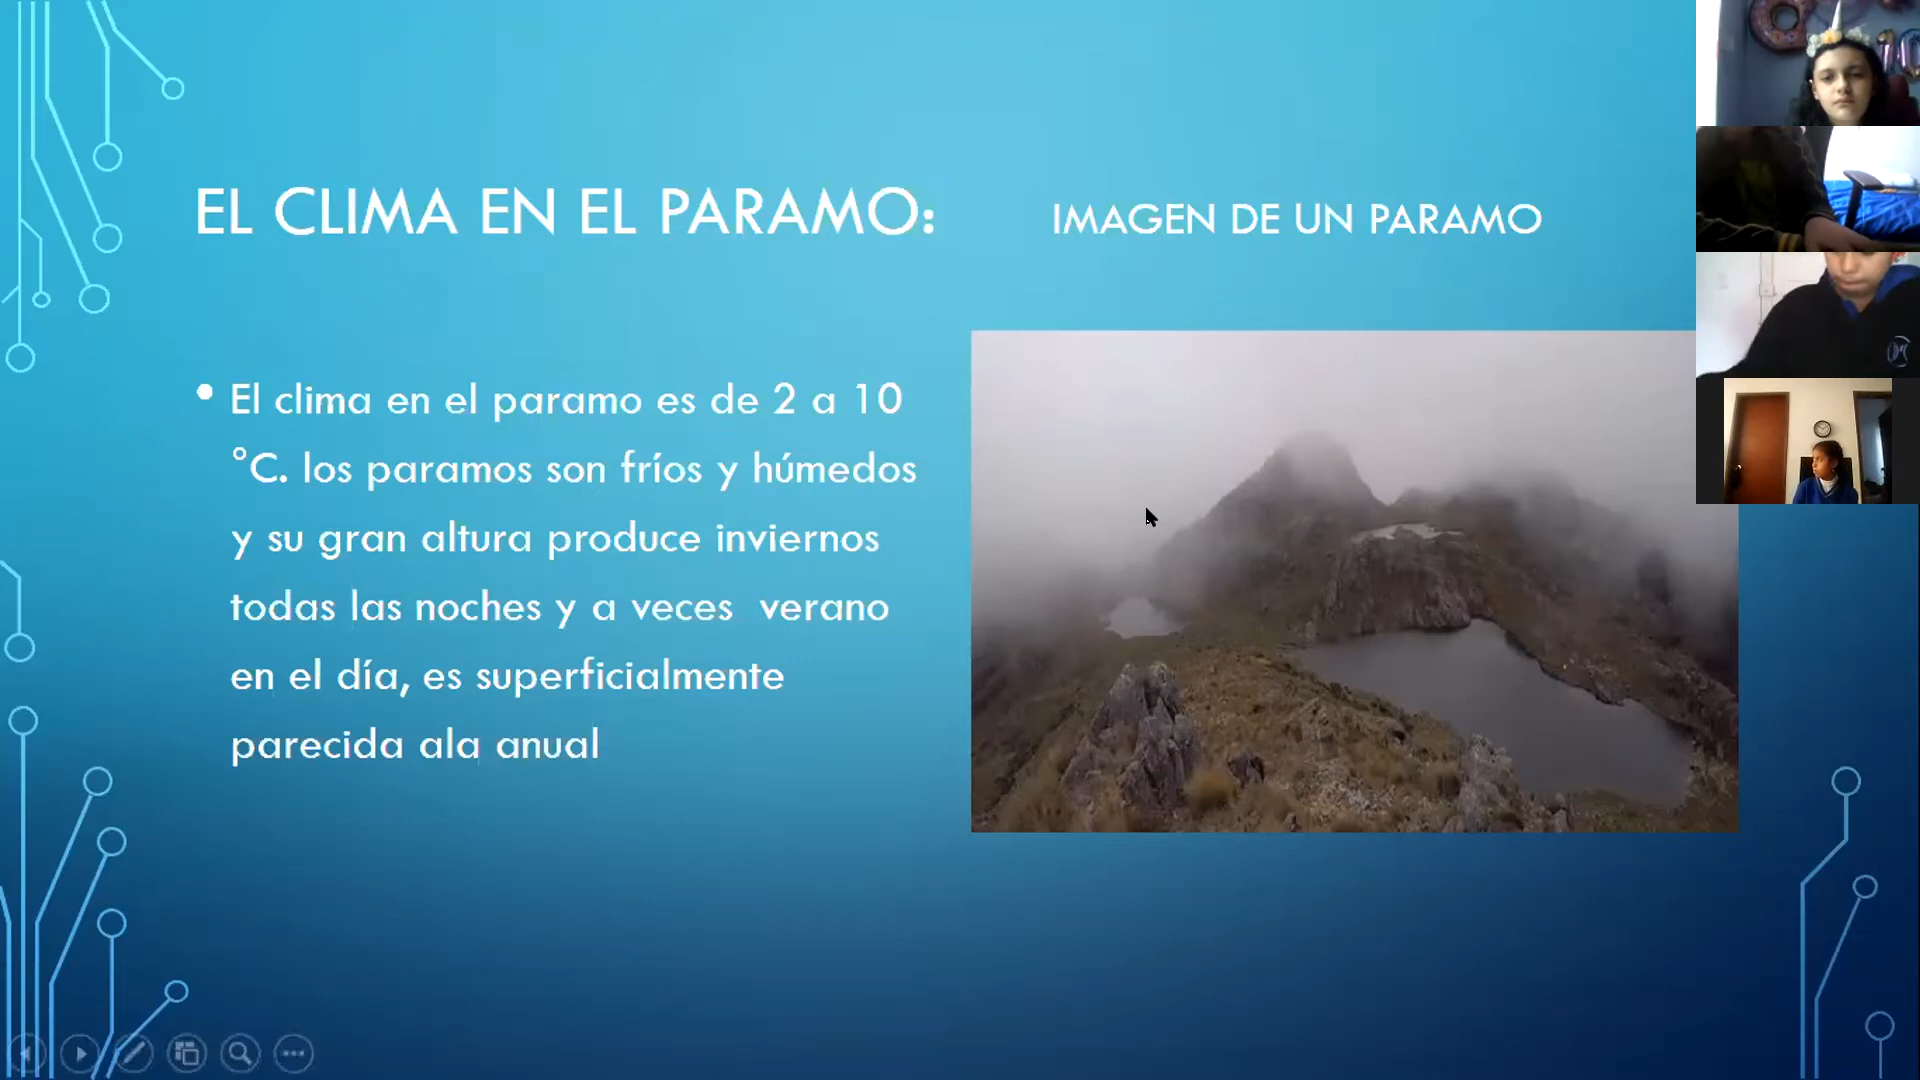 EL CLIMA EN EL PARAMO:
IMAGEN DE UN PARAMO
• El clima en el paramo es de 2 a 10
°C. los paramos son fríos y húmedos
y su gran altura produce inviernos
todas las noches y a veces  verano
en el día, es superficialmente
parecida ala anual